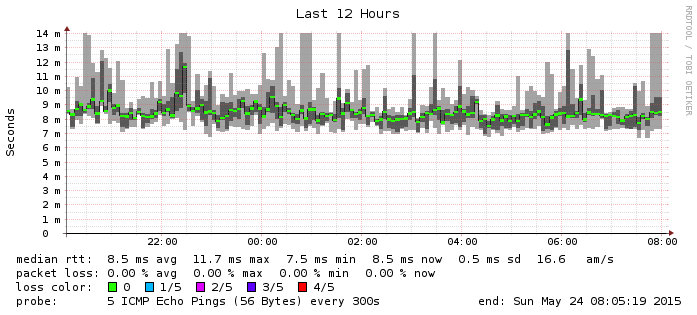 Last 12 Hours
RRDTOOL / TOBI OETIKER
Seconds
14 m
13 m
12 m
11 m
10 m
9 m
8 m
7 m
6 m
5 m
4 m
3 m
2 m
1 m
0
22:00 00:00 02:00 04:00 06:00 08:00
median rtt: 8.5 ms avg 11.7 ms max 7.5 ms min 8.5 ms now 0.5 ms sd 16.6 am/s
packet loss: 0.00 % avg 0.00 % max 0.00 % min 0.00 % now
loss color: 0 1/5 2/5 3/5 4/5
probe: 5 ICMP Echo Pings (56 Bytes) every 300s end: Sun May 24 08:05:19 2015